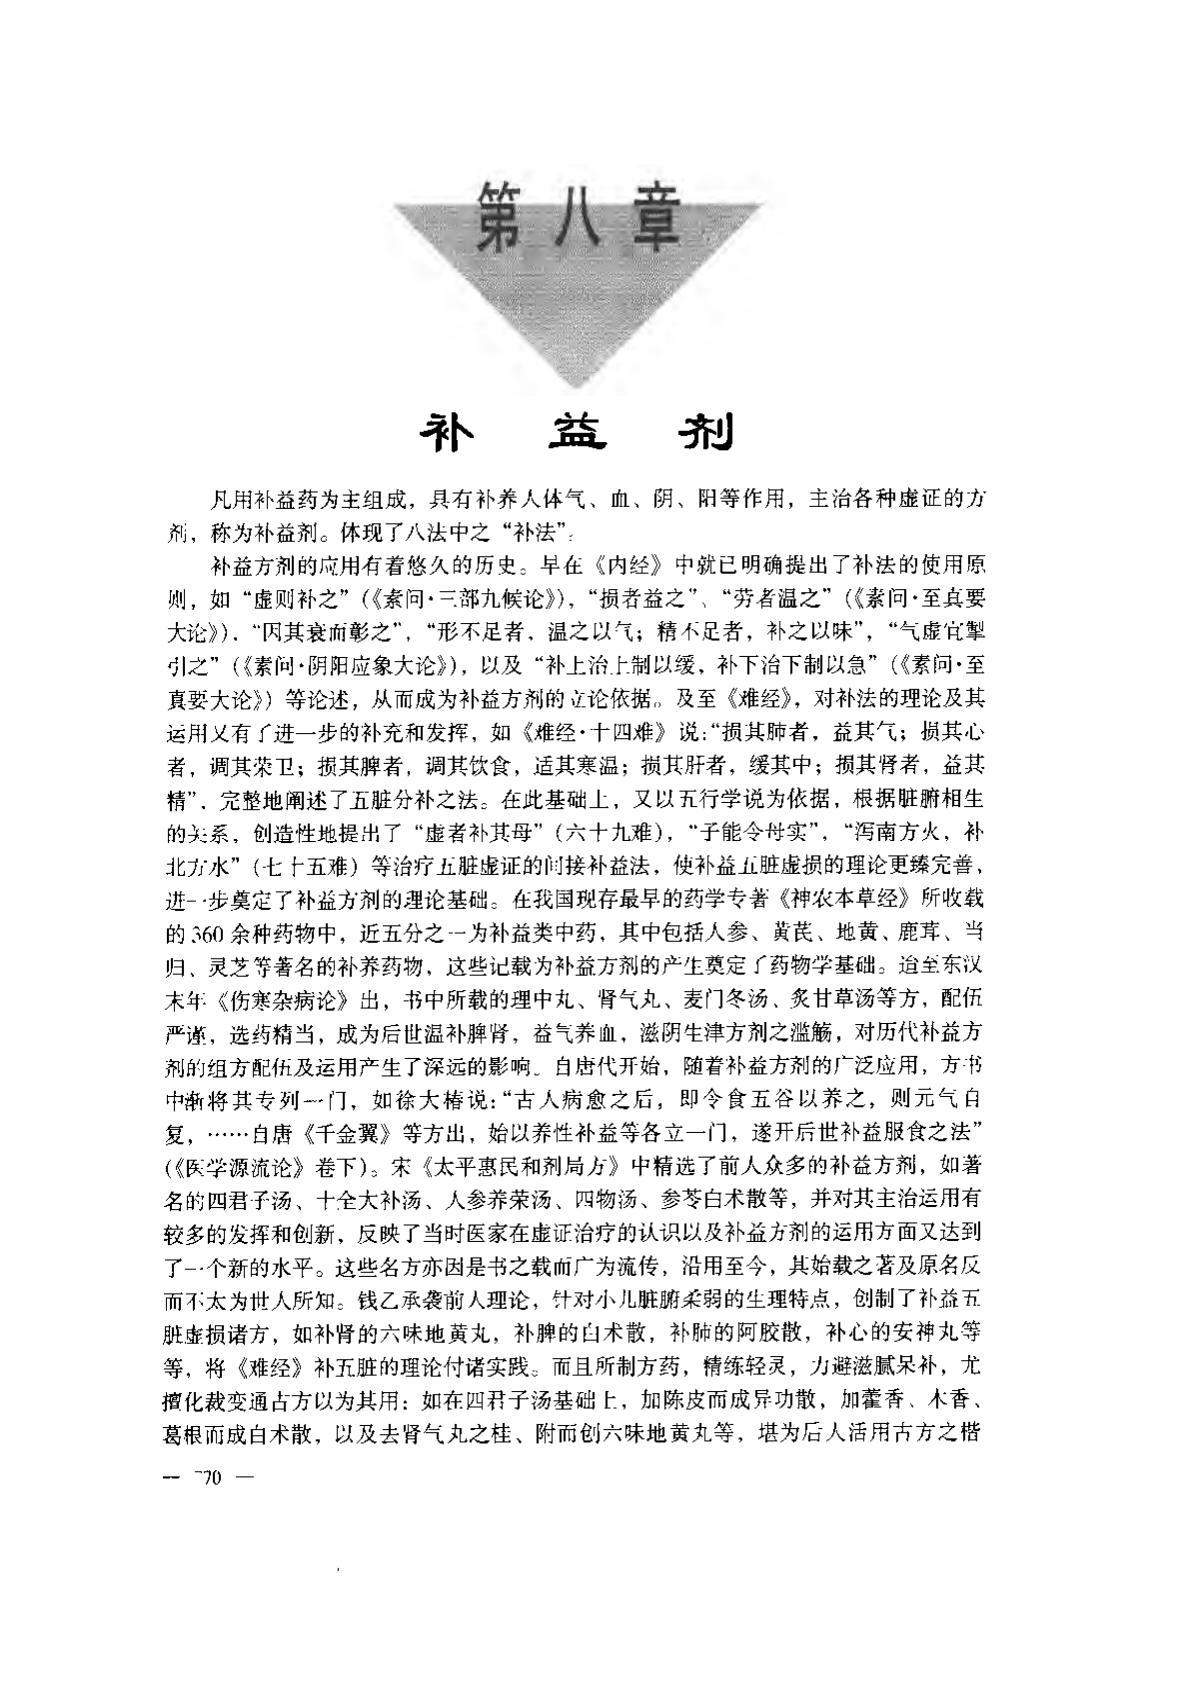 第八章
补益剂
凡用补益药为主组成，具有补养人体气、血、阴、阳等作用，主治各种虚证的方
剂，称为补益剂。体现了八法中之“补法”。
补益方剂的应用有着悠久的历史。早在《内经》中就已明确提出了补法的使用原
则，如“虚则补之”（《素问·三部九候论》），“损者益之”、“劳者温之”（《素问·至真要
大论》），“因其衰而彰之”，“形不足者，温之以气；精不足者，补之以味”，“气虚宜掣
引之”（《素问·阴阳应象大论》），以及“补上治上制以缓，补下治下制以急”（《素问·至
真要大论》）等论述，从而成为补益方剂的立论依据。及至《难经》，对补法的理论及其
运用又有了进一步的补充和发挥，如《难经·十四难》说：“损其肺者，益其气；损其心
者，调其荣卫；损其脾者，调其饮食，适其寒温；损其肝者，缓其中；损其肾者，益其
精”，完整地阐述了五脏分补之法。在此基础上，又以五行学说为依据，根据脏腑相生
的关系，创造性地提出了“虚者补其母”（六十九难），“子能令母实”，“泻南方火，补
北方水”（七十五难）等治疗五脏虚证的间接补益法，使补益五脏虚损的理论更臻完善，
进一步奠定了补益方剂的理论基础。在我国现存最早的药学专著《神农本草经》所收载
的360余种药物中，近五分之一为补益类中药，其中包括人参、黄芪、地黄、鹿茸、当
归、灵芝等著名的补养药物，这些记载为补益方剂的产生奠定了药物学基础。迨至东汉
末年《伤寒杂病论》出，书中所载的理中丸、肾气丸、麦门冬汤、炙甘草汤等方，配伍
严谨，选药精当，成为后世温补脾肾，益气养血，滋阴生津方剂之滥觞，对历代补益方
剂的组方配伍及运用产生了深远的影响。自唐代开始，随着补益方剂的广泛应用，方书
中渐将其专列一门，如徐大椿说：“古人病愈之后，即令食五谷以养之，则元气自
复，……自唐《千金翼》等方出，始以养性补益等各立一门，遂开后世补益服食之法”
（《医学源流论》卷下）。宋《太平惠民和剂局方》中精选了前人众多的补益方剂，如著
名的四君子汤、十全大补汤、人参养荣汤、四物汤、参苓白术散等，并对其主治运用有
较多的发挥和创新，反映了当时医家在虚证治疗的认识以及补益方剂的运用方面又达到
了一个新的水平。这些名方亦因是书之载而广为流传，沿用至今，其始载之著及原名反
而不太为世人所知。钱乙承袭前人理论，针对小儿脏腑柔弱的生理特点，创制了补益五
脏虚损诸方，如补肾的六味地黄丸，补脾的白术散，补肺的阿胶散，补心的安神丸等
等，将《难经》补五脏的理论付诸实践。而且所制方药，精练轻灵，力避滋腻呆补，尤
擅化裁变通古方以为其用：如在四君子汤基础上，加陈皮而成异功散，加藿香、木香、
葛根而成白术散，以及去肾气丸之桂、附而创六味地黄丸等，堪为后人活用古方之楷
— 770 —